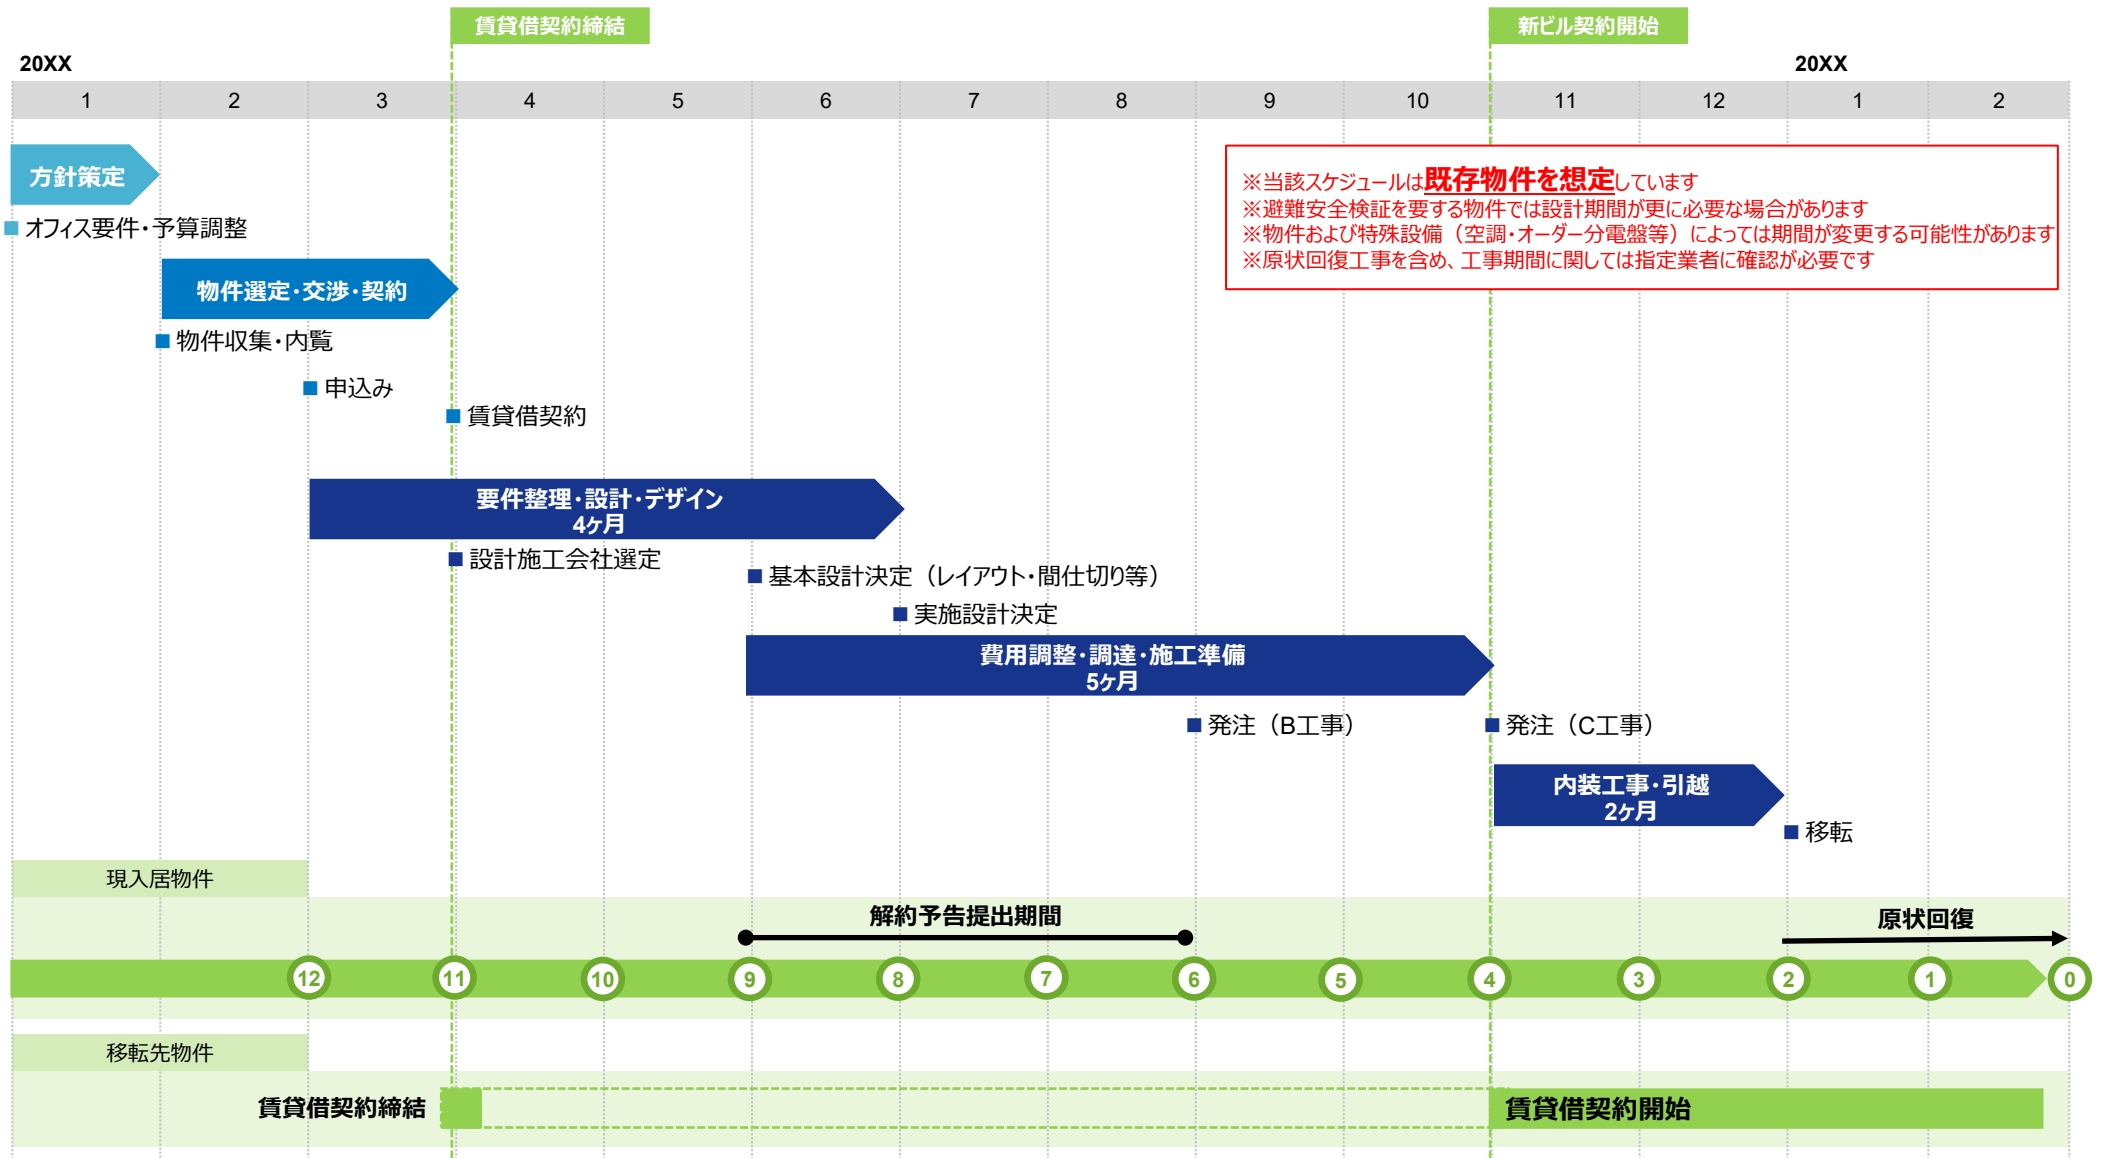 賃貸借契約締結
新ビル契約開始
20XX
20XX
1 2 3 4 5 6 7 8 9 10 11 12 1 2
方針策定
オフィス要件・予算調整
※当該スケジュールは既存物件を想定しています
※避難安全検証を要する物件では設計期間が更に必要な場合があります
※物件および特殊設備（空調・オーダー分電盤等）によっては期間が変更する可能性があります
※原状回復工事を含め、工事期間に関しては指定業者に確認が必要です
物件選定・交渉・契約
物件収集・内覧
申込み
賃貸借契約
要件整理・設計・デザイン
4ヶ月
設計施工会社選定
基本設計決定（レイアウト・間仕切り等）
実施設計決定
費用調整・調達・施工準備
5ヶ月
発注（B工事）
発注（C工事）
内装工事・引越
2ヶ月
移転
現入居物件
解約予告提出期間
原状回復
12 11 10 9 8 7 6 5 4 3 2 1 0
移転先物件
賃貸借契約締結
賃貸借契約開始